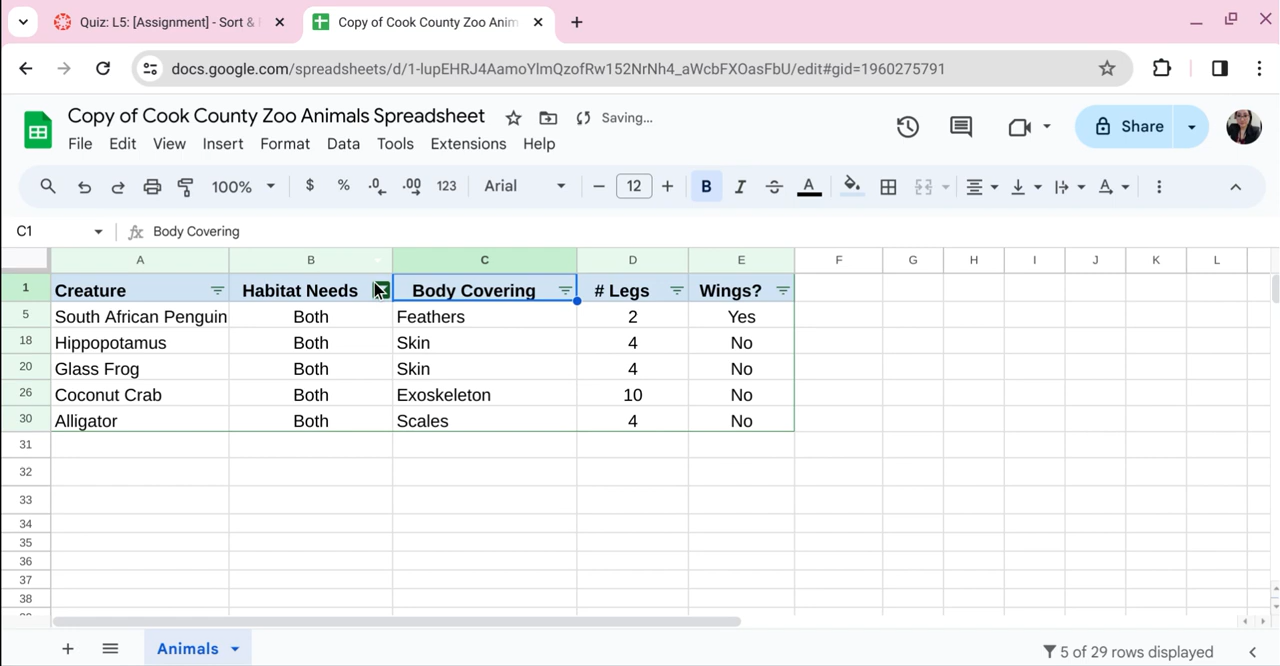 Quiz: L5: [Assignment] - Sort &
Copy of Cook County Zoo Anim
docs.google.com/spreadsheets/d/1-lupEHRJ4AamoYlmQzofRw152NrNh4_aWcbFXOasFbU/edit#gid=1960275791
Copy of Cook County Zoo Animals Spreadsheet Saving...
File Edit View Insert Format Data Tools Extensions Help
Share
100% $ % .0 .00 123 Arial 12 B I S A
C1 fx Body Covering
A B C D E F G H I J K L
1 Creature Habitat Needs Body Covering # Legs Wings?
5 South African Penguin Both Feathers 2 Yes
18 Hippopotamus Both Skin 4 No
20 Glass Frog Both Skin 4 No
26 Coconut Crab Both Exoskeleton 10 No
30 Alligator Both Scales 4 No
31
32
33
34
35
36
37
38
Animals
5 of 29 rows displayed